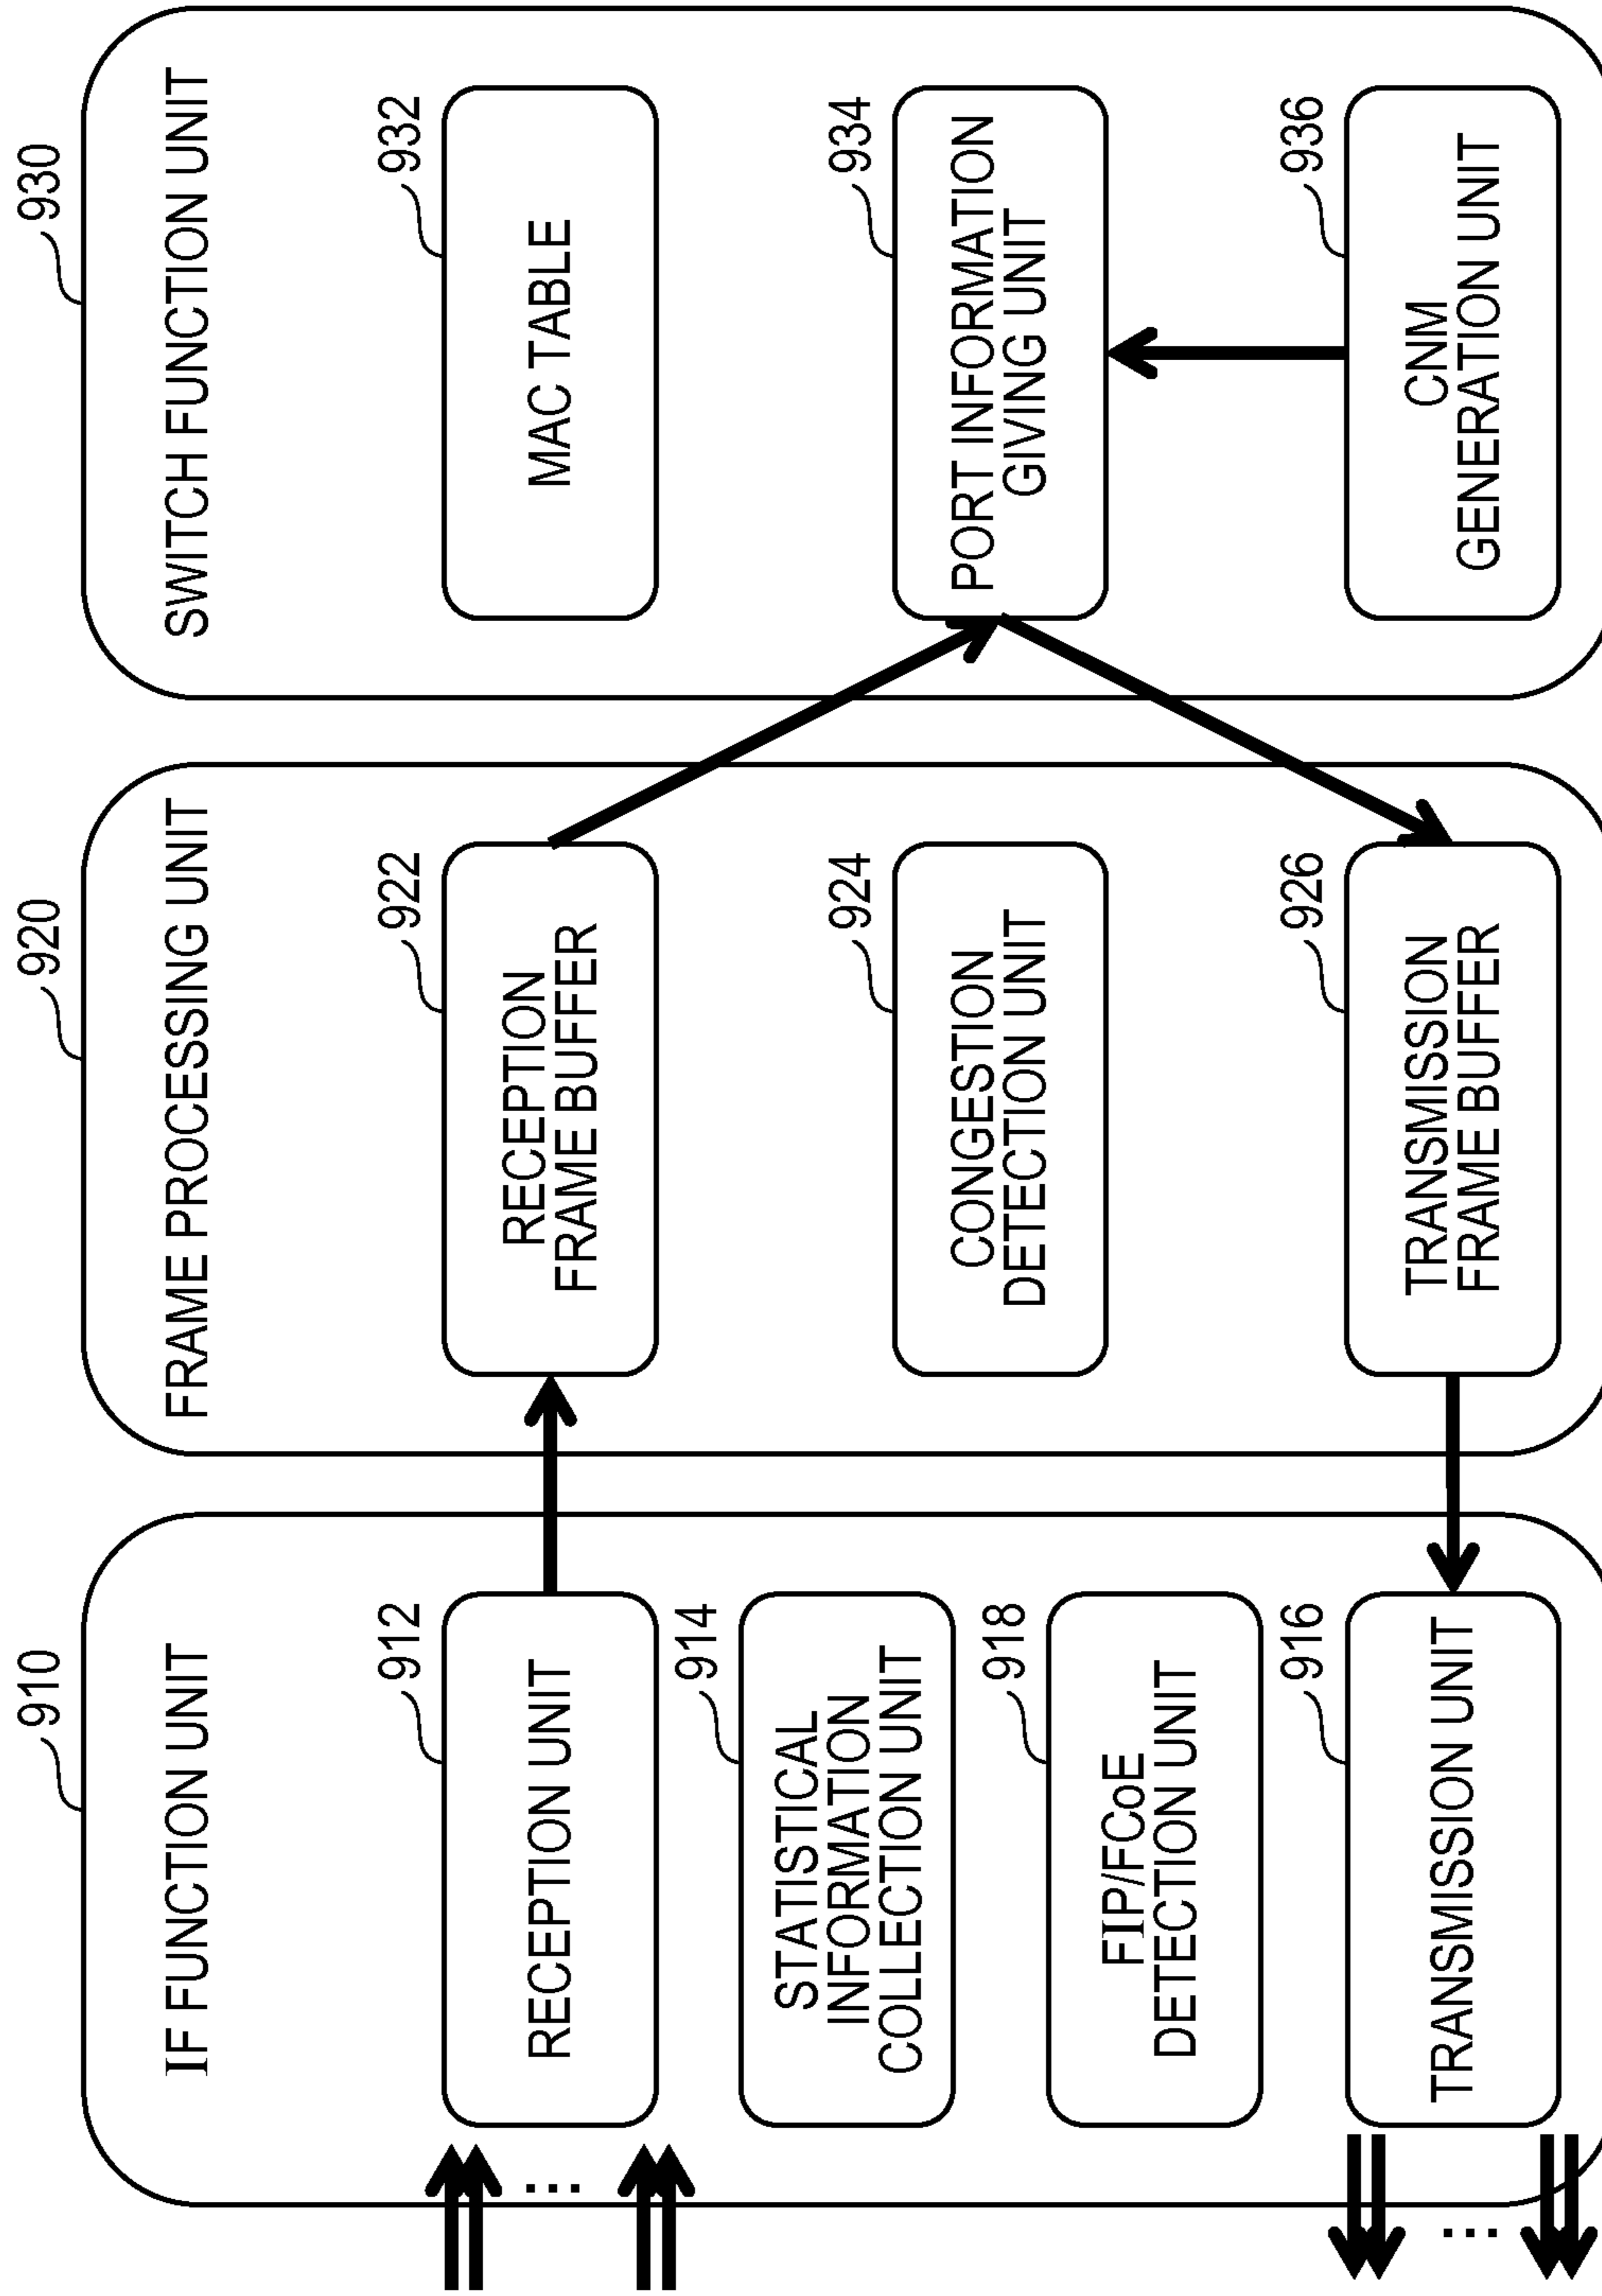 910
IF FUNCTION UNIT
912
RECEPTION UNIT
914
STATISTICAL
INFORMATION
COLLECTION UNIT
918
FIP/FCoE
DETECTION UNIT
916
TRANSMISSION UNIT
...
...
920
FRAME PROCESSING UNIT
922
RECEPTION
FRAME BUFFER
924
CONGESTION
DETECTION UNIT
926
TRANSMISSION
FRAME BUFFER
930
SWITCH FUNCTION UNIT
932
MAC TABLE
934
PORT INFORMATION
GIVING UNIT
936
CNM
GENERATION UNIT